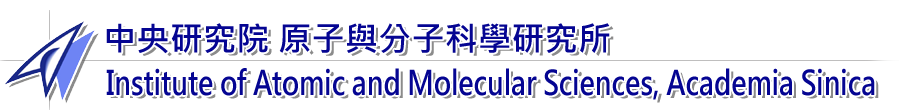 中央研究院 原子與分子科學研究所
Institute of Atomic and Molecular Sciences, Academia Sinica